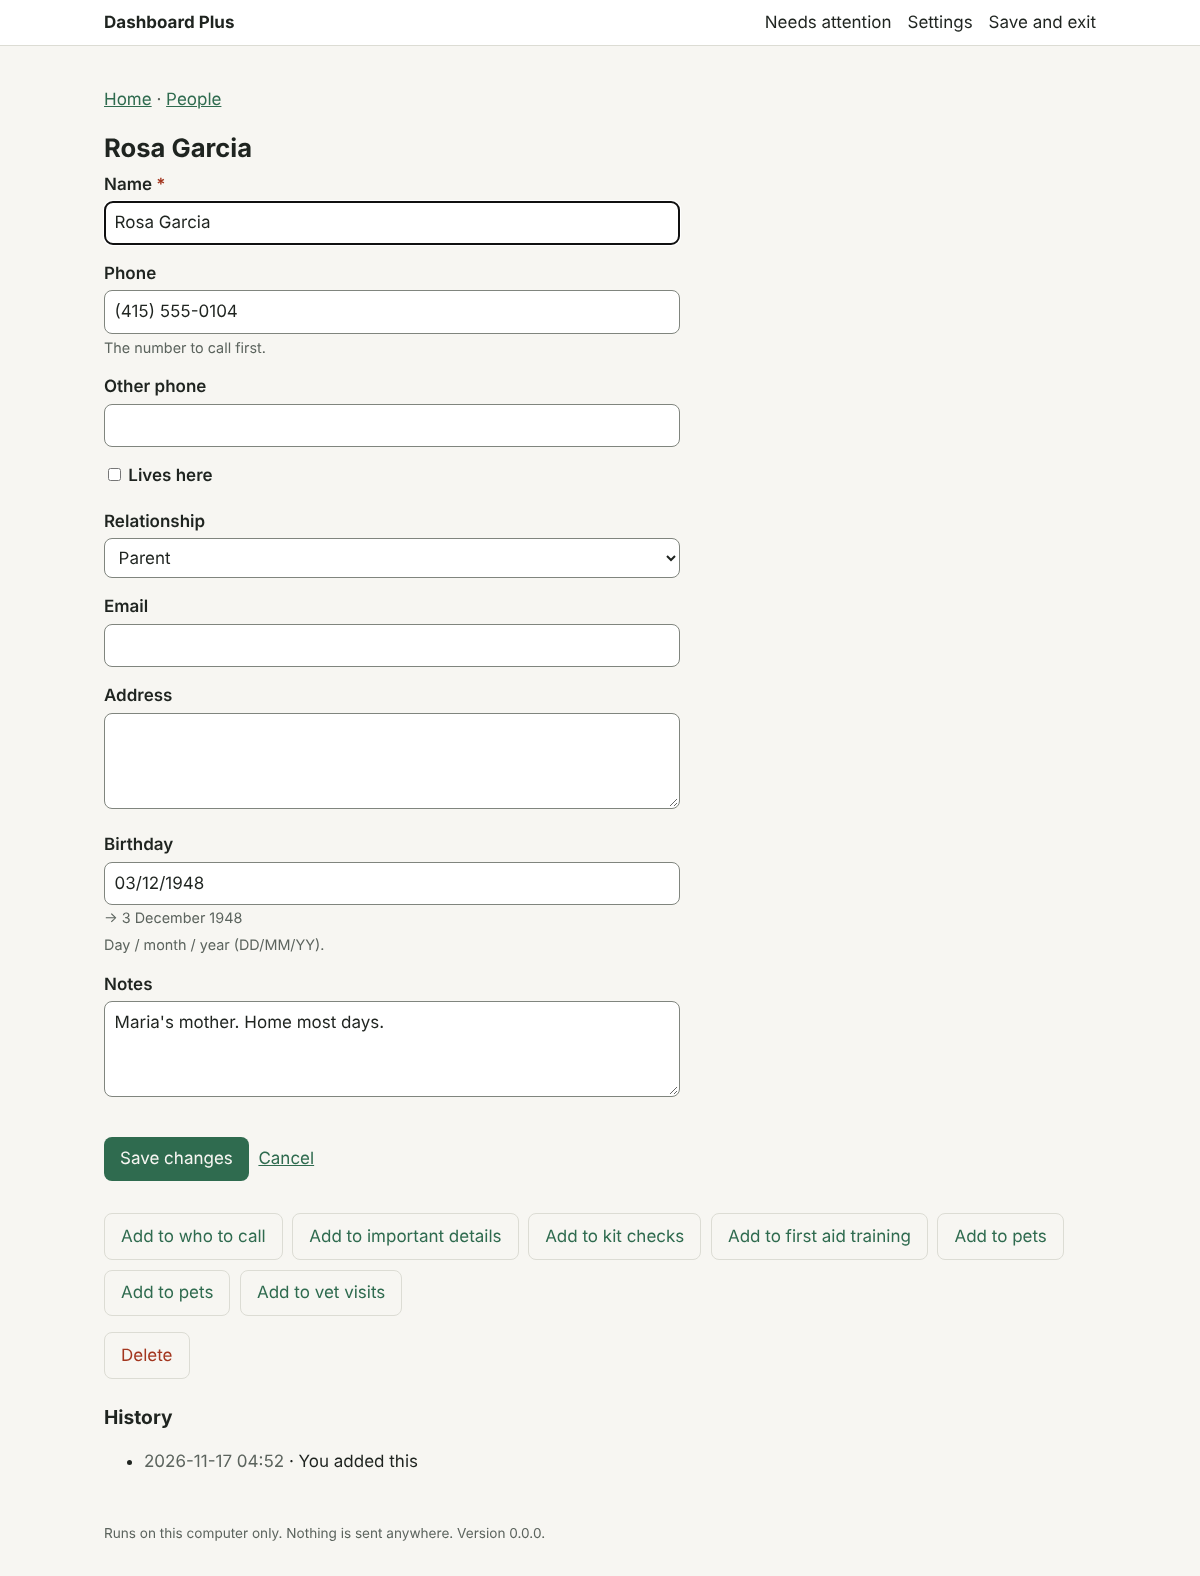 Dashboard Plus
Needs attention Settings Save and exit
Home · People
Rosa Garcia
Name *
Rosa Garcia
Phone
(415) 555-0104
The number to call first.
Other phone
Lives here
Relationship
Parent
Email
Address
Birthday
03/12/1948
→ 3 December 1948
Day / month / year (DD/MM/YY).
Notes
Maria's mother. Home most days.
Save changes Cancel
Add to who to call Add to important details Add to kit checks Add to first aid training Add to pets
Add to pets Add to vet visits
Delete
History
• 2026-11-17 04:52 · You added this
Runs on this computer only. Nothing is sent anywhere. Version 0.0.0.